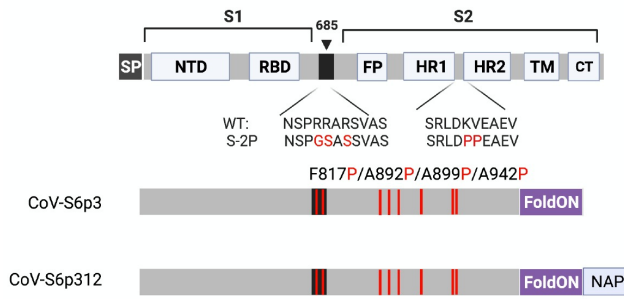 S1 S2
685
SP NTD RBD FP HR1 HR2 TM CT
WT: NSPRRARSVAS SRLDKVEAEV
S-2P NSPGSASSVAS SRLDPPEAEV
F817P/A892P/A899P/A942P
CoV-S6p3 FoldON
CoV-S6p312 FoldON NAP